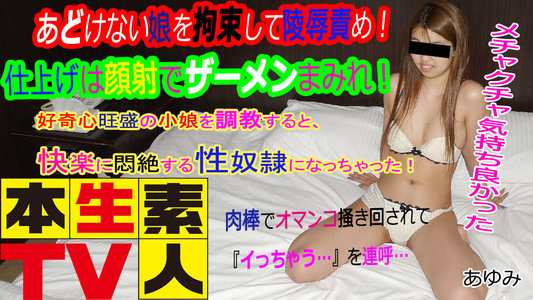 あどけない娘を拘束して陵辱責め！
仕上げは顔射でザーメンまみれ！
好奇心旺盛の小娘を調教すると、
快楽に悶絶する性奴隷になっちゃった！
メチャクチャ気持ち良かった
本生素人
TV
肉棒でオマンコ掻き回されて
『イっちゃう…』を連呼…
あゆみ